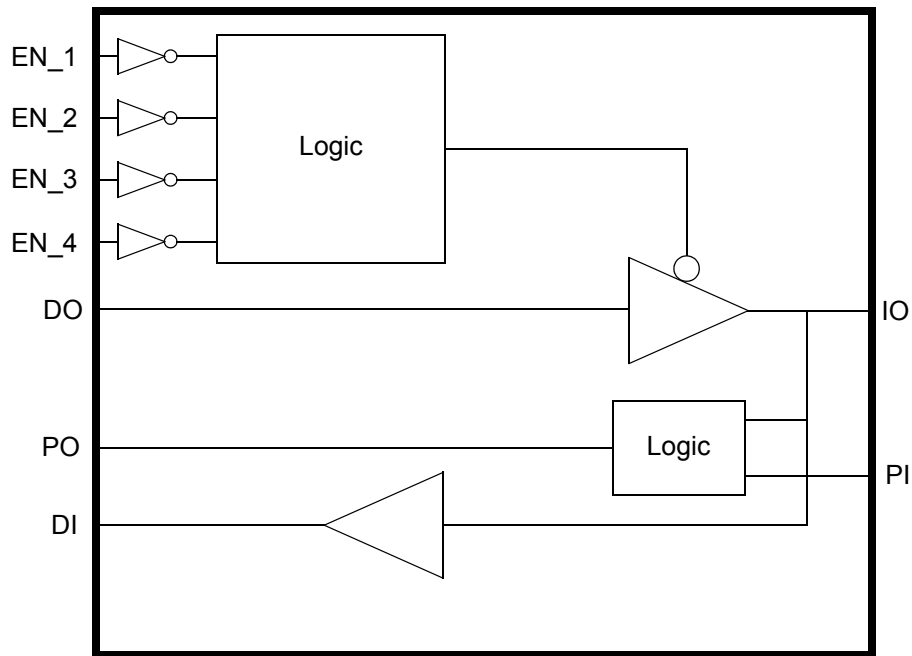 EN_1
EN_2
EN_3
EN_4
Logic
DO
IO
PO
Logic
PI
DI